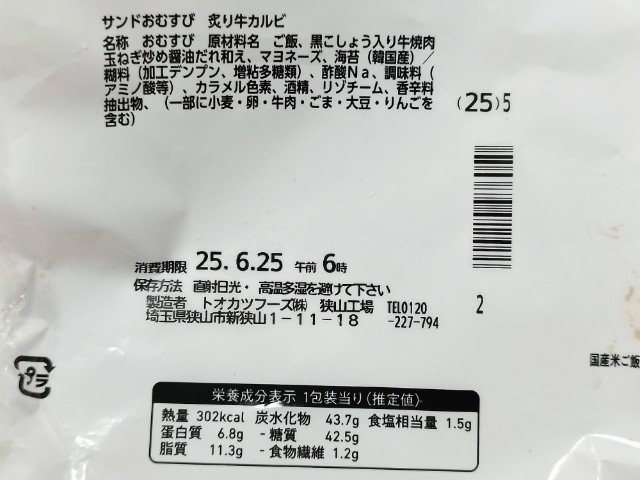 サンドおむすび　炙り牛カルビ
名称　おむすび　原材料名　ご飯、黒こしょう入り牛焼肉
玉ねぎ炒め醤油だれ和え、マヨネーズ、海苔（韓国産）／
糊料（加工デンプン、増粘多糖類）、酢酸Na、調味料（
アミノ酸等）、カラメル色素、酒精、リゾチーム、香辛料
抽出物、（一部に小麦・卵・牛肉・ごま・大豆・りんごを
含む）
(25)5
消費期限 25.6.25 午前 6時
保存方法　直射日光・高温多湿を避けて下さい
製造者　トオカツフーズ㈱　狭山工場　TEL0120
埼玉県狭山市新狭山1－11－18　-227-794
2
プラ
国産米ご飯
栄養成分表示 1包装当り(推定値)
熱量 302kcal 炭水化物 43.7g 食塩相当量 1.5g
蛋白質 6.8g -糖質 42.5g
脂質 11.3g -食物繊維 1.2g